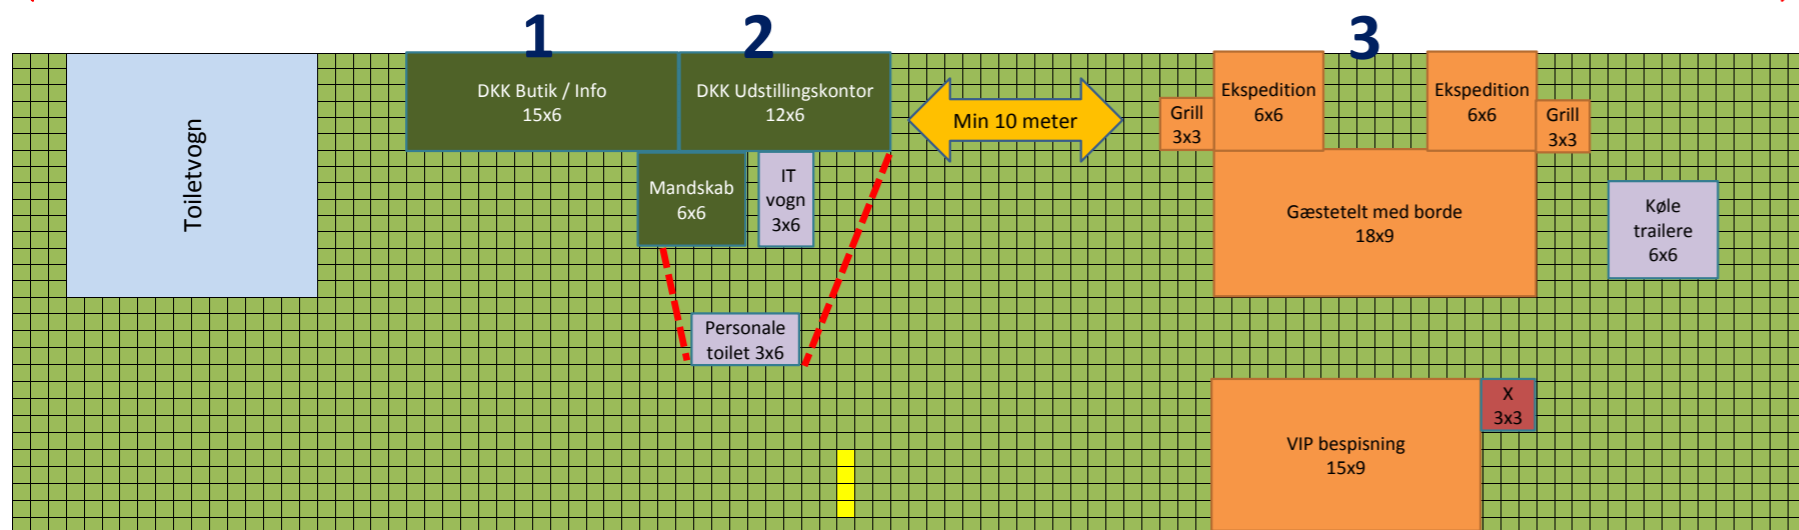 1
2
3
Toiletvogn
DKK Butik / Info
15x6
DKK Udstillingskontor
12x6
Min 10 meter
Grill
3x3
Ekspedition
6x6
Ekspedition
6x6
Grill
3x3
Mandskab
6x6
IT
vogn
3x6
Gæstetelt med borde
18x9
Køle
trailere
6x6
Personale
toilet 3x6
VIP bespisning
15x9
X
3x3